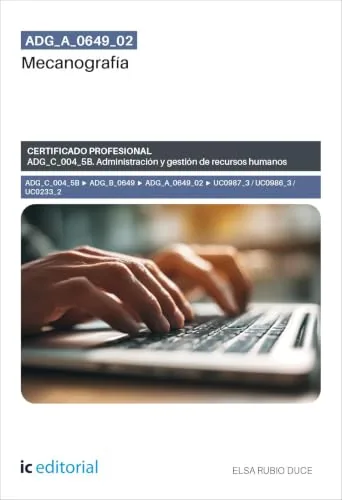 ADG_A_0649_02
Mecanografía
CERTIFICADO PROFESIONAL
ADG_C_004_5B. Administración y gestión de recursos humanos
ADG_C_004_5B ▶ ADG_B_0649 ▶ ADG_A_0649_02 ▶ UC0987_3 / UC0986_3 /
UC0233_2
ic editorial
ELSA RUBIO DUCE